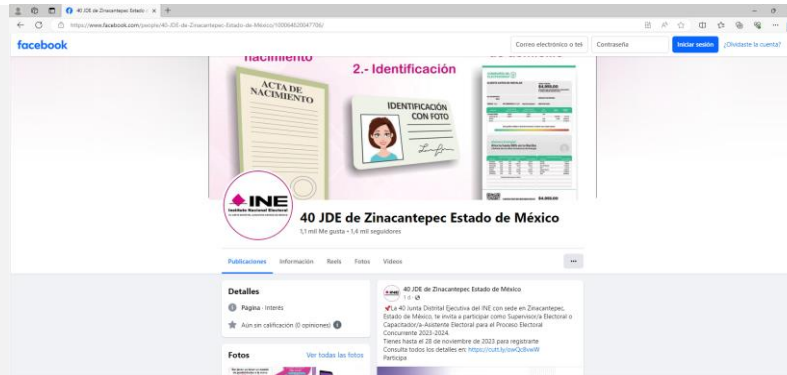 40 JDE de Zinacantepec Estado de
https://www.facebook.com/people/40-JDE-de-Zinacantepec-Estado-de-México/100064620047706/
facebook
Correo electrónico o tel
Contraseña
Iniciar sesión
¿Olvidaste la cuenta?
nacimiento
2.- Identificación
ACTA DE
NACIMIENTO
IDENTIFICACIÓN
CON FOTO
INE
Instituto Nacional Electoral
40 JDE de Zinacantepec Estado de México
1,1 mil Me gusta • 1,4 mil seguidores
Publicaciones Información Reels Fotos Videos
Detalles
Página · Interés
Aún sin calificación (0 opiniones)
Fotos
Ver todas las fotos
40 JDE de Zinacantepec Estado de México
1 d
La 40 Junta Distrital Ejecutiva del INE con sede en Zinacantepec,
Estado de México, te invita a participar como Supervisor/a Electoral o
Capacitador/a-Asistente Electoral para el Proceso Electoral
Concurrente 2023-2024.
Tienes hasta el 28 de noviembre de 2023 para registrarte
Consulta todos los detalles en:
Participa